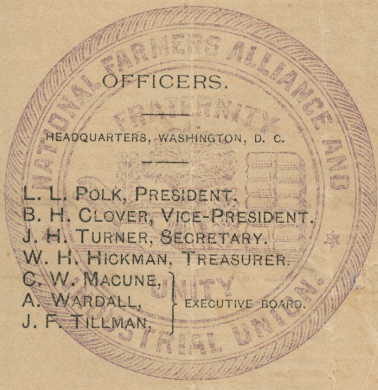 NATIONAL FARMERS ALLIANCE AND
INDUSTRIAL UNION.
FRATERNITY
UNITY
OFFICERS.
HEADQUARTERS, WASHINGTON, D. C.
L. L. POLK, PRESIDENT.
B. H. CLOVER, VICE-PRESIDENT.
J. H. TURNER, SECRETARY.
W. H. HICKMAN, TREASURER.
C. W. MACUNE,
A. WARDALL, EXECUTIVE BOARD.
J. F. TILLMAN,